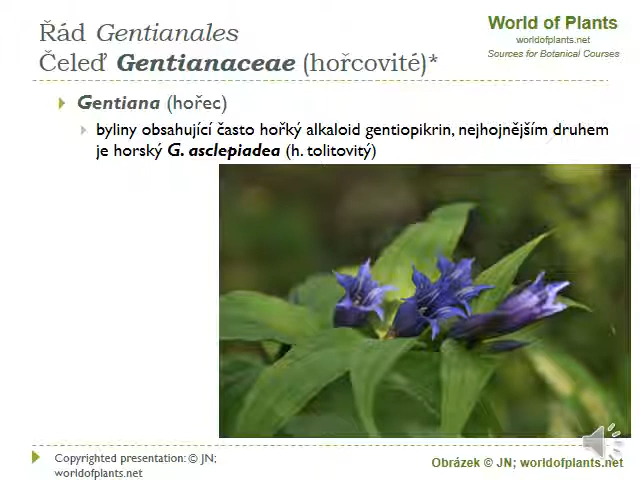 Řád Gentianales
Čeleď Gentianaceae (hořcovité)*
World of Plants
worldofplants.net
Sources for Botanical Courses
Gentiana (hořec)
byliny obsahující často hořký alkaloid gentiopikrin, nejhojnějším druhem
je horský G. asclepiadea (h. tolitovitý)
Copyrighted presentation: © JN;
worldofplants.net
Obrázek © JN; worldofplants.net